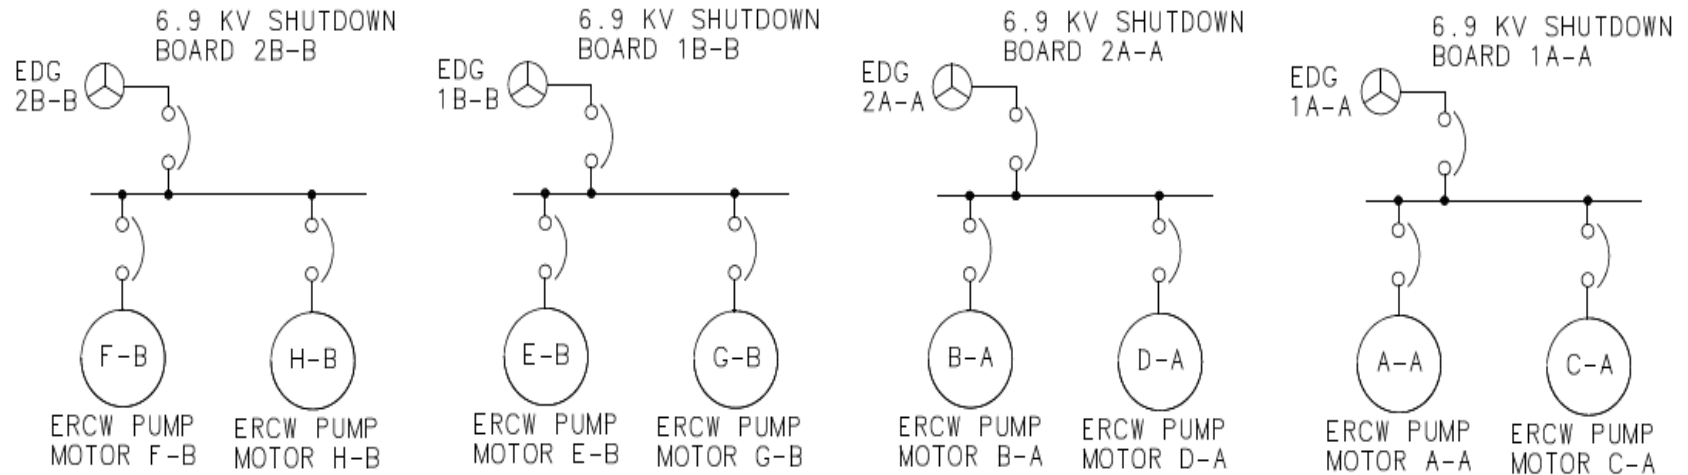 6.9 KV SHUTDOWN
BOARD 2B-B
EDG
2B-B
F-B
H-B
ERCW PUMP
MOTOR F-B
ERCW PUMP
MOTOR H-B
6.9 KV SHUTDOWN
BOARD 1B-B
EDG
1B-B
E-B
G-B
ERCW PUMP
MOTOR E-B
ERCW PUMP
MOTOR G-B
6.9 KV SHUTDOWN
BOARD 2A-A
EDG
2A-A
B-A
D-A
ERCW PUMP
MOTOR B-A
ERCW PUMP
MOTOR D-A
6.9 KV SHUTDOWN
BOARD 1A-A
EDG
1A-A
A-A
C-A
ERCW PUMP
MOTOR A-A
ERCW PUMP
MOTOR C-A